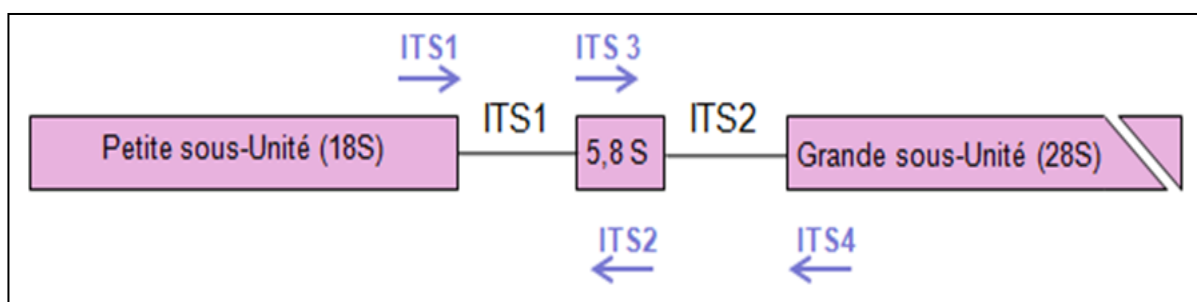 ITS1 ITS 3
ITS1 ITS2
Petite sous-Unité (18S) 5,8 S Grande sous-Unité (28S)
ITS2 ITS4